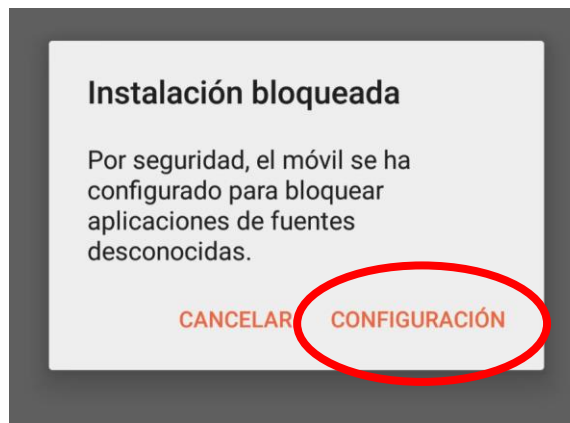 Instalación bloqueada
Por seguridad, el móvil se ha
configurado para bloquear
aplicaciones de fuentes
desconocidas.
CANCELAR CONFIGURACIÓN